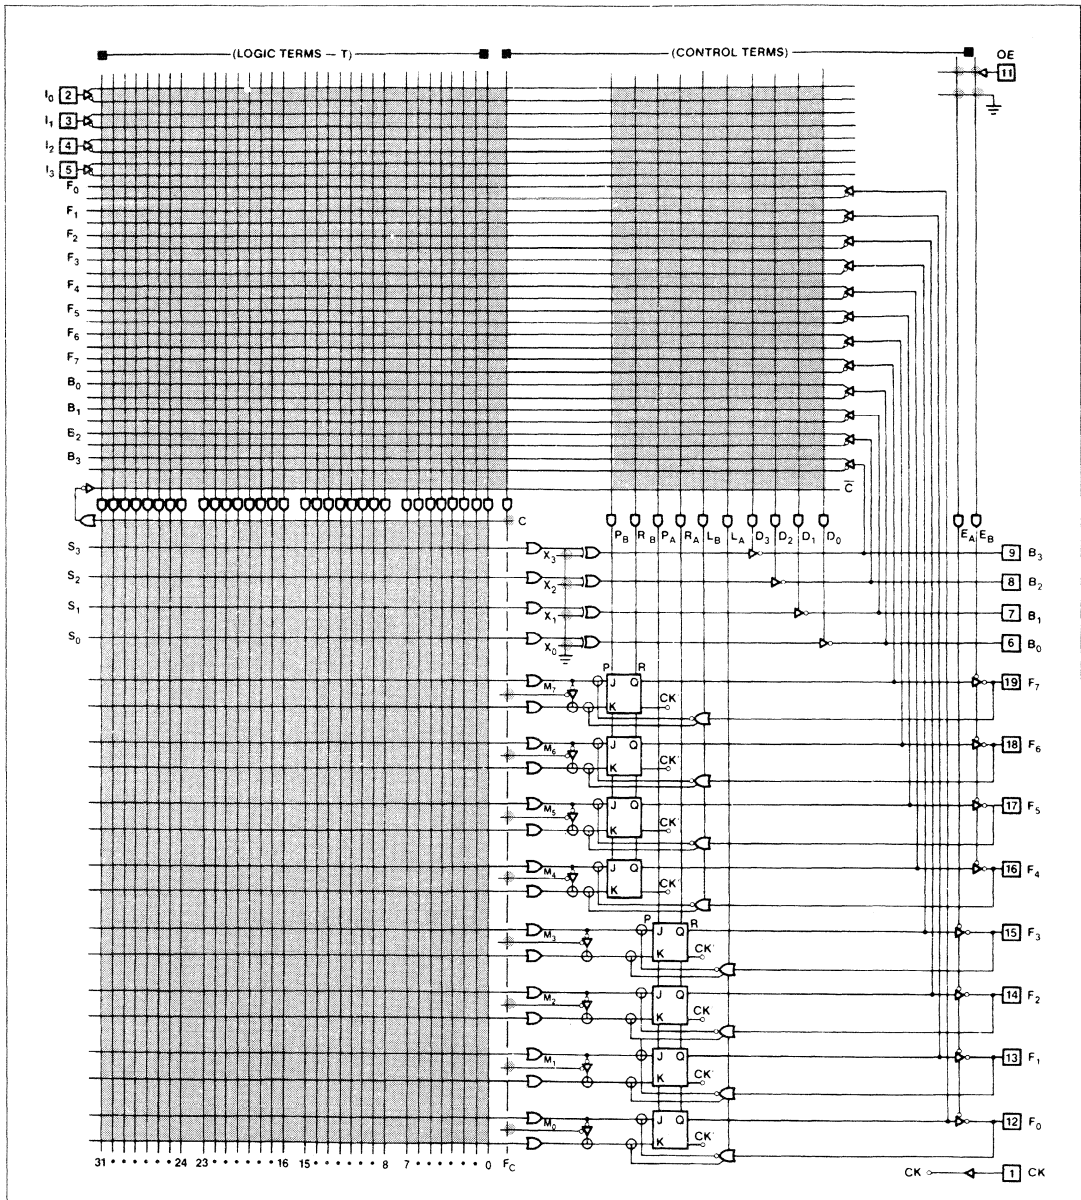 (LOGIC TERMS – T) (CONTROL TERMS)
OE
11
I0 2
I1 3
I2 4
I3 5
F0
F1
F2
F3
F4
F5
F6
F7
B0
B1
B2
B3
C̅
C
PB RB PA RA LB LA D3 D2 D1 D0 EA EB
S3 X3 9 B3
S2 X2 8 B2
S1 X1 7 B1
S0 X0 6 B0
P R
M7 J Q CK 19 F7
K
M6 J Q CK 18 F6
K
M5 J Q CK 17 F5
K
M4 J Q CK 16 F4
K
P R
M3 J Q CK 15 F3
K
M2 J Q CK 14 F2
K
M1 J Q CK 13 F1
K
M0 J Q CK 12 F0
K
31 • • • • • • 24 23 • • • • • • 16 15 • • • • • • 8 7 • • • • • • 0 FC
CK 1 CK